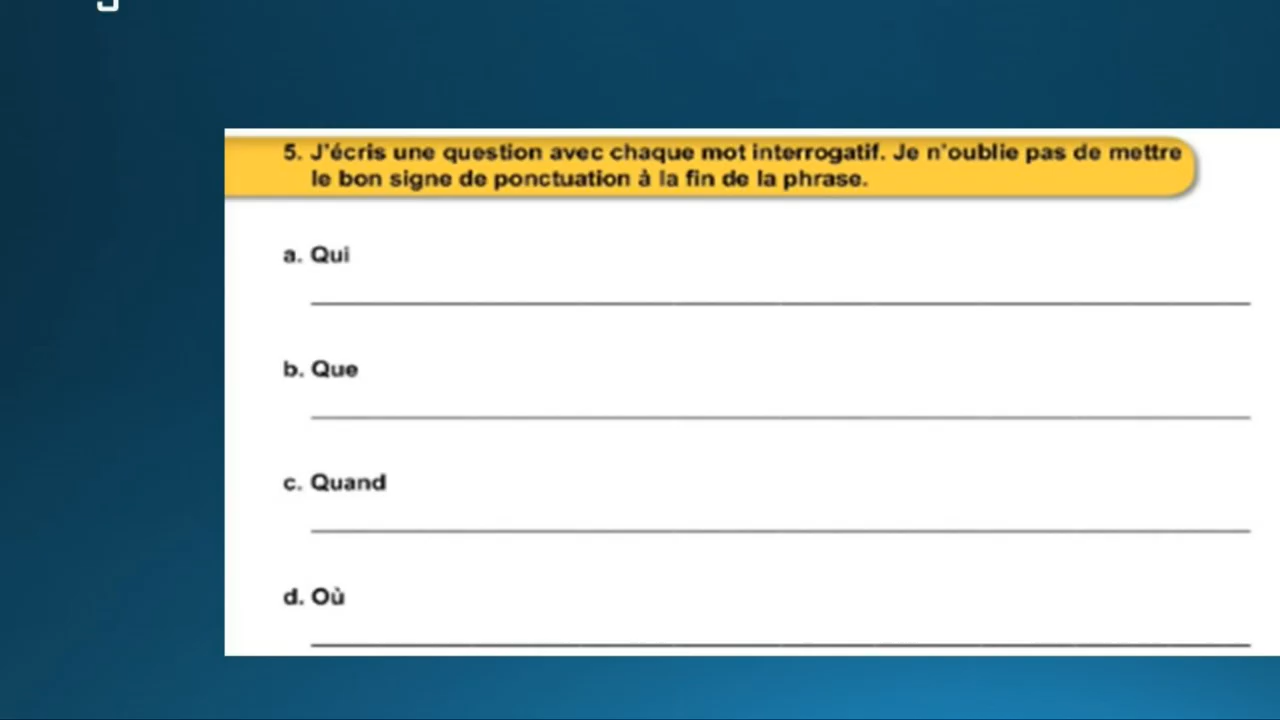 5. J'écris une question avec chaque mot interrogatif. Je n'oublie pas de mettre
le bon signe de ponctuation à la fin de la phrase.
a. Qui
b. Que
c. Quand
d. Où